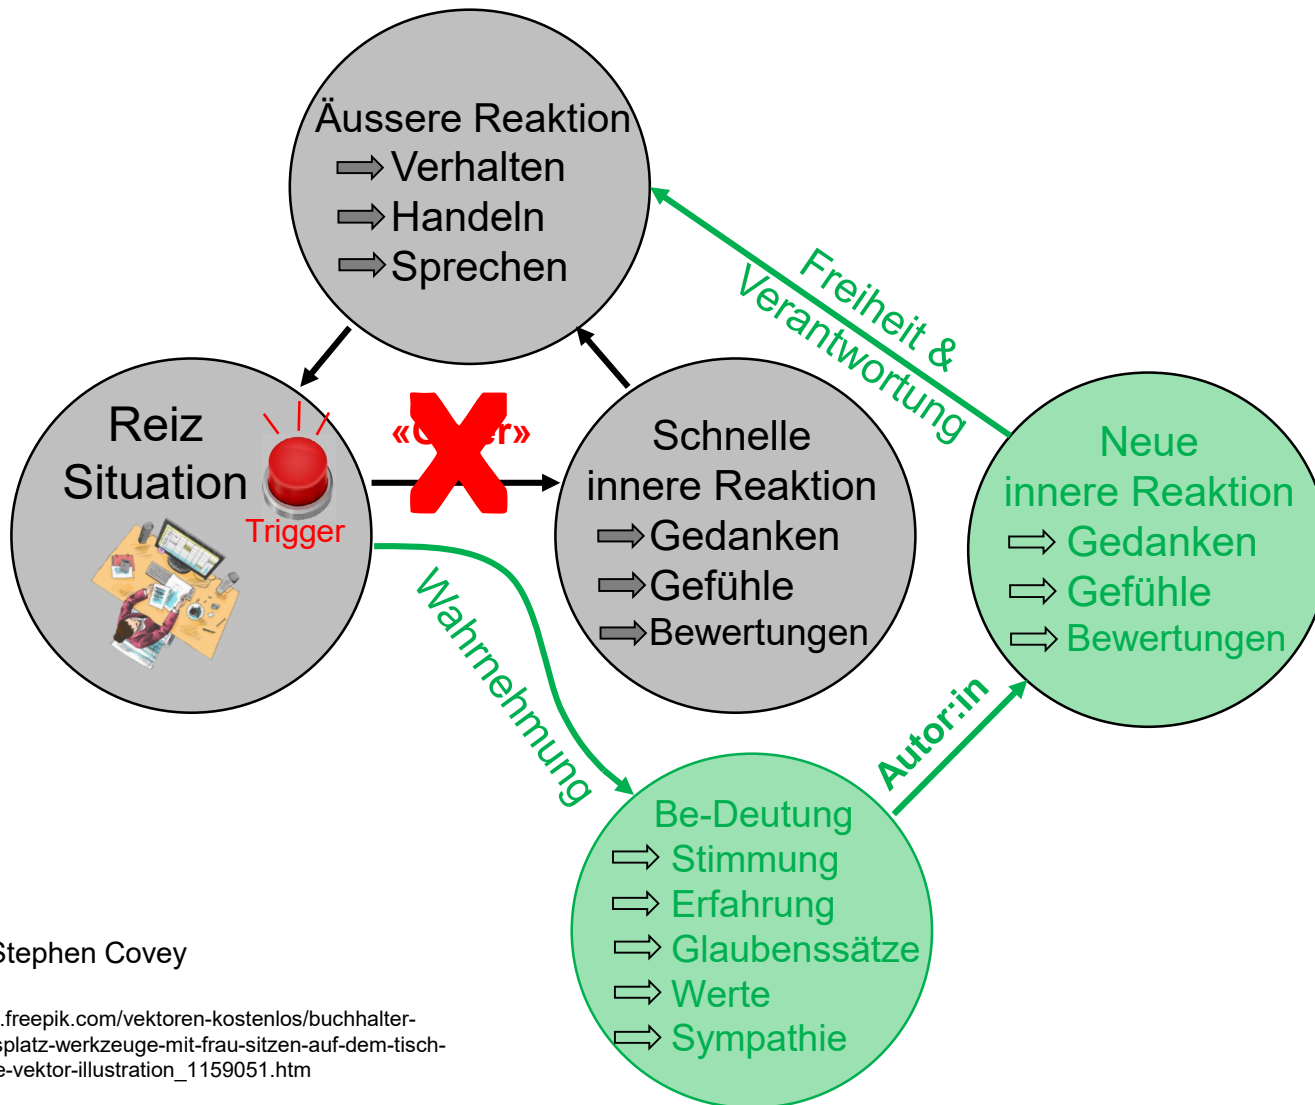 Äussere Reaktion
Verhalten
Handeln
Sprechen
Freiheit &
Verantwortung
Reiz
Situation
Trigger
Schnelle
innere Reaktion
Gedanken
Gefühle
Bewertungen
Neue
innere Reaktion
Gedanken
Gefühle
Bewertungen
Wahrnehmung
Autor:in
Be-Deutung
Stimmung
Erfahrung
Glaubenssätze
Werte
Sympathie
Stephen Covey
.freepik.com/vektoren-kostenlos/buchhalter-
splatz-werkzeuge-mit-frau-sitzen-auf-dem-tisch-
e-vektor-illustration_1159051.htm